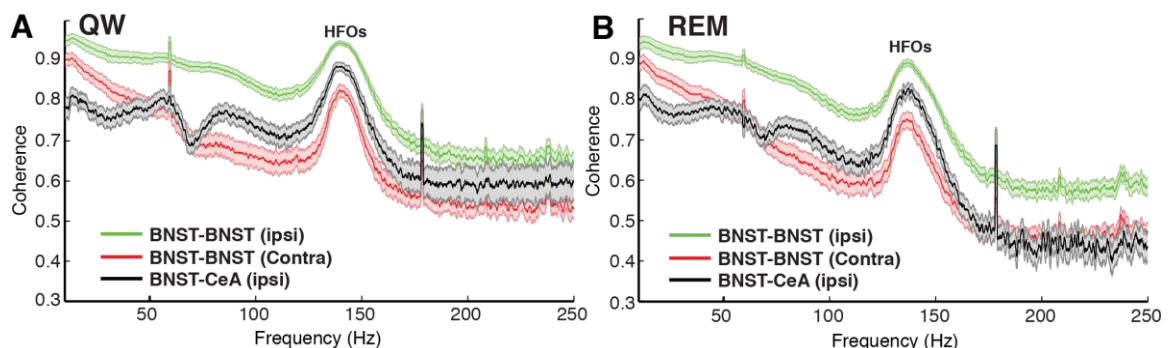 A QW
HFOs
Coherence
0.9
0.8
0.7
0.6
0.5
0.4
0.3
BNST-BNST (ipsi)
BNST-BNST (Contra)
BNST-CeA (ipsi)
50 100 150 200 250
Frequency (Hz)
B REM
HFOs
Coherence
0.9
0.8
0.7
0.6
0.5
0.4
0.3
BNST-BNST (ipsi)
BNST-BNST (Contra)
BNST-CeA (ipsi)
50 100 150 200 250
Frequency (Hz)